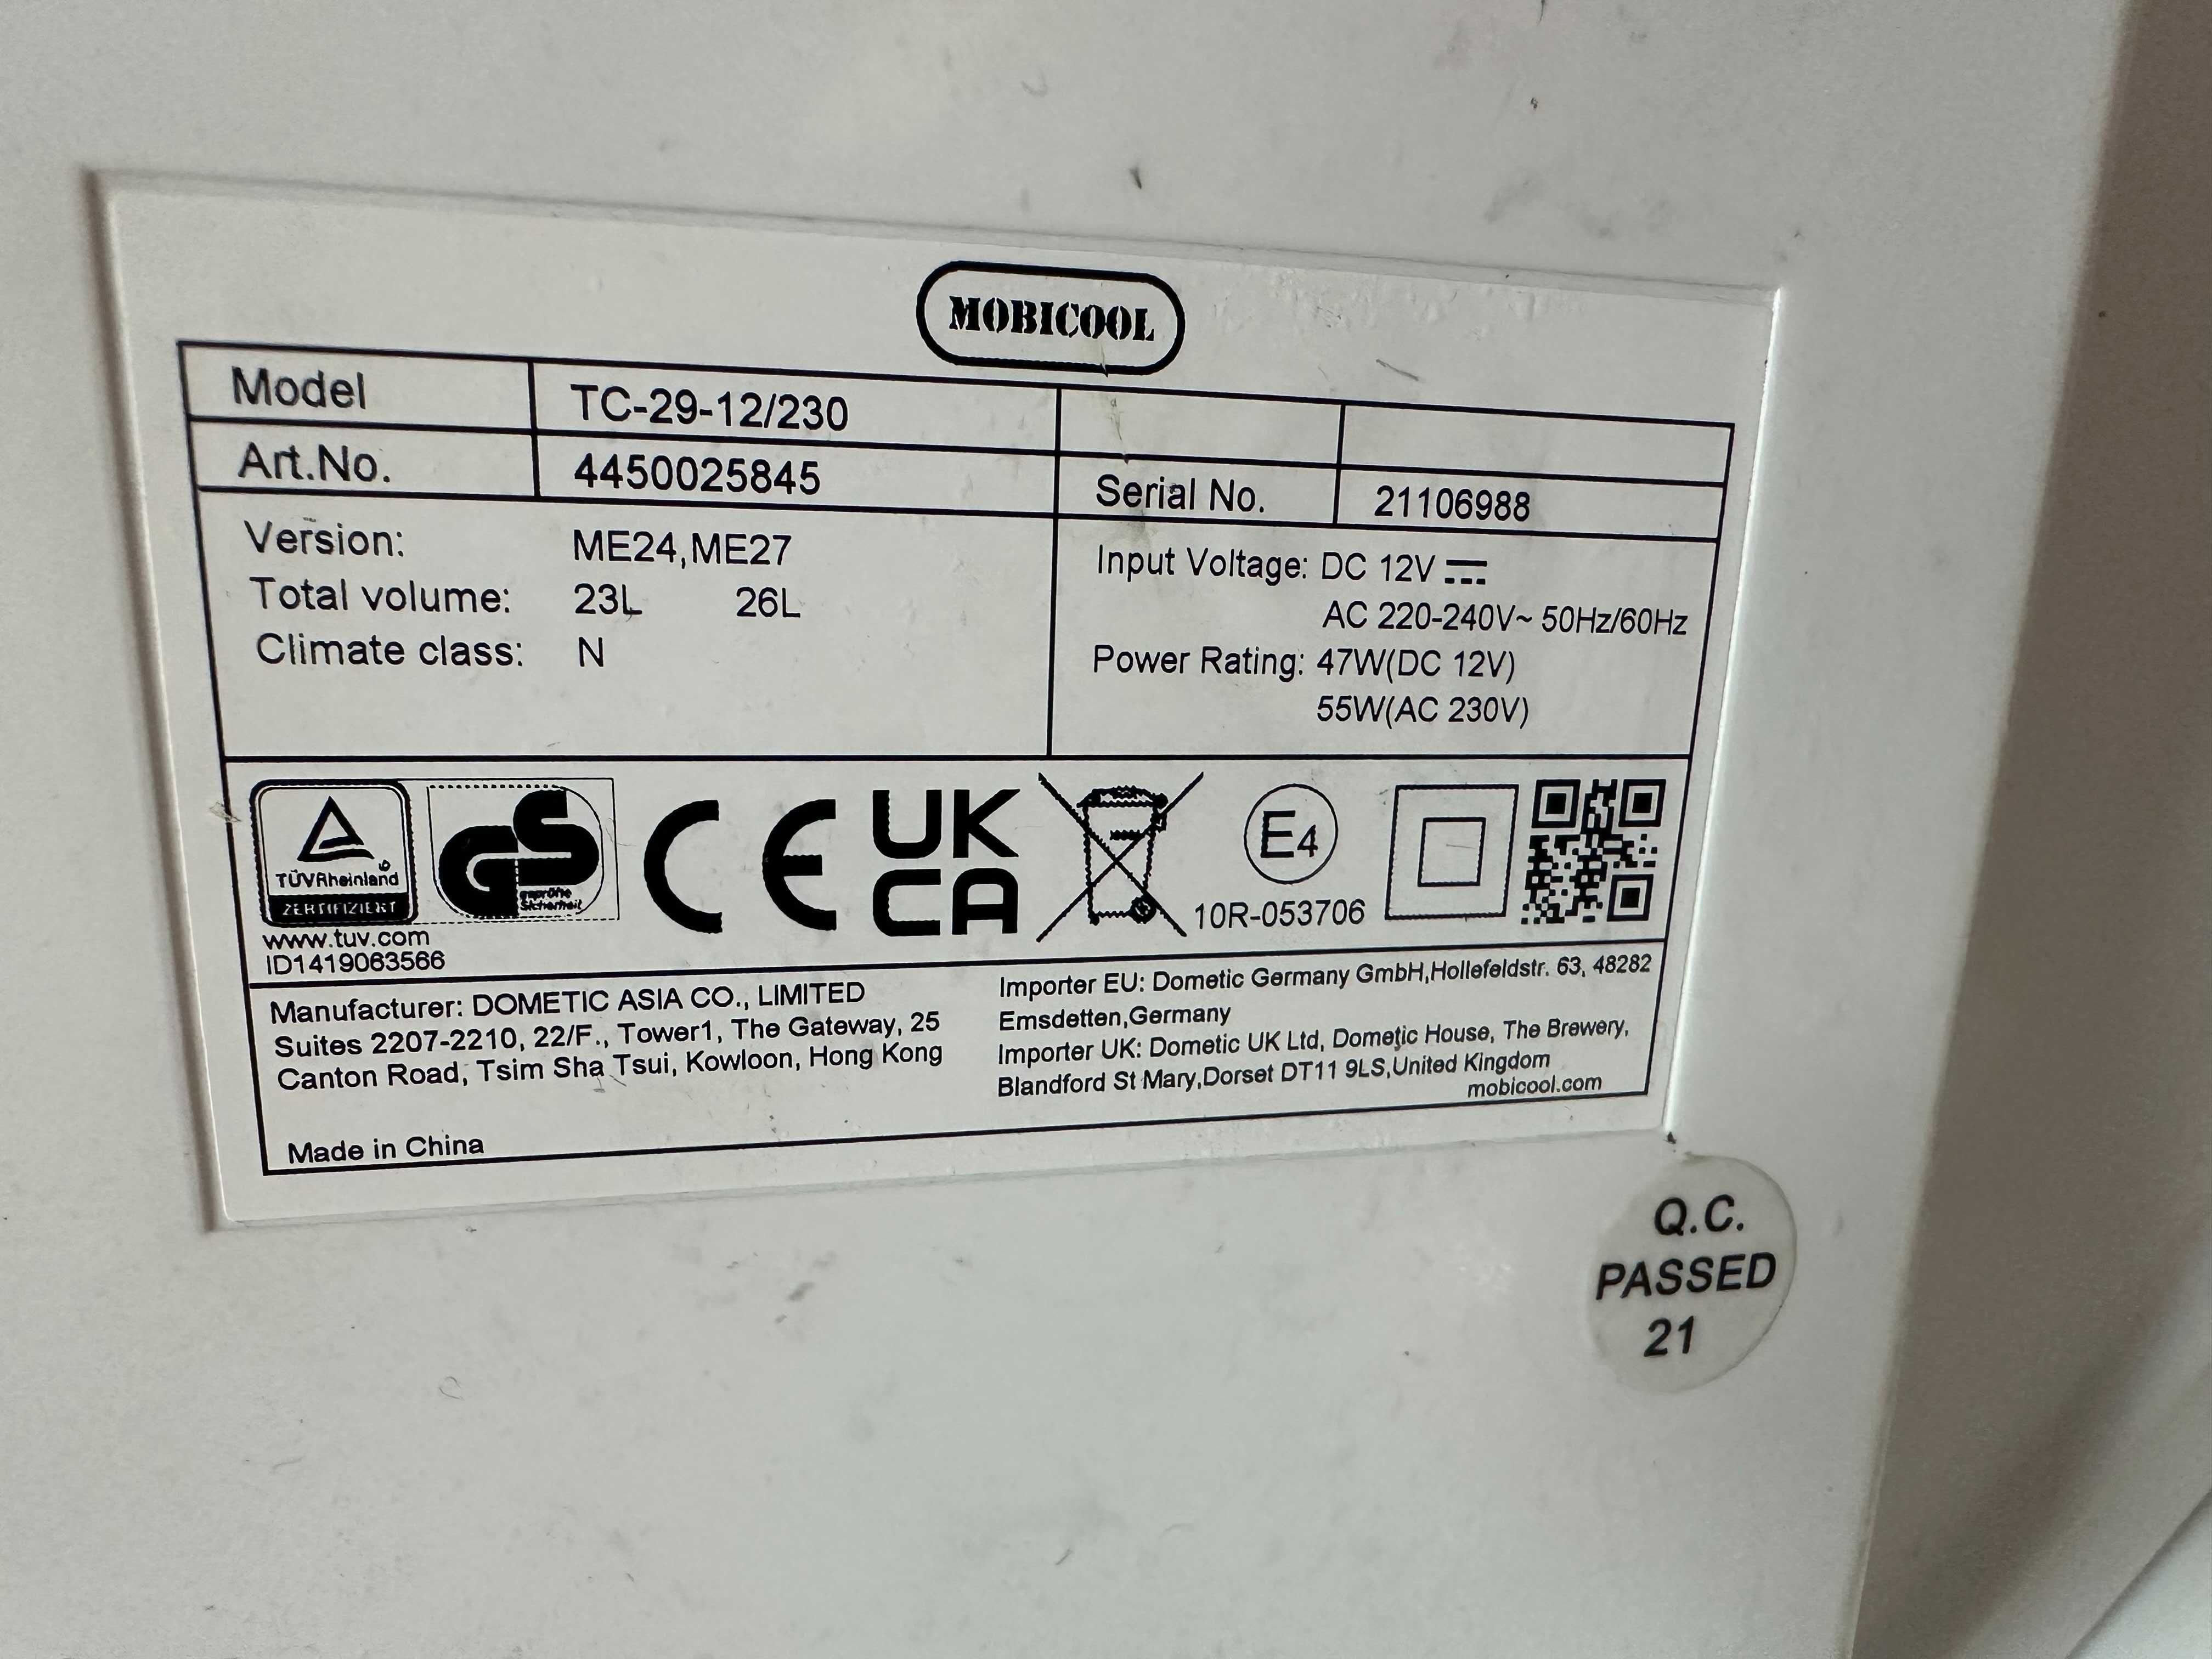 MOBICOOL
Model TC-29-12/230
Art.No. 4450025845 Serial No. 21106988
Version: ME24,ME27
Total volume: 23L 26L
Climate class: N
Input Voltage: DC 12V
AC 220-240V~ 50Hz/60Hz
Power Rating: 47W(DC 12V)
55W(AC 230V)
TÜVRheinland
ZERTIFIZIERT
www.tuv.com
ID1419063566
GS
geprüfte
Sicherheit
CE
UK
CA
E4
10R-053706
Manufacturer: DOMETIC ASIA CO., LIMITED
Suites 2207-2210, 22/F., Tower1, The Gateway, 25
Canton Road, Tsim Sha Tsui, Kowloon, Hong Kong
Made in China
Importer EU: Dometic Germany GmbH,Hollefeldstr. 63, 48282
Emsdetten,Germany
Importer UK: Dometic UK Ltd, Dometic House, The Brewery,
Blandford St Mary,Dorset DT11 9LS,United Kingdom
mobicool.com
Q.C.
PASSED
21